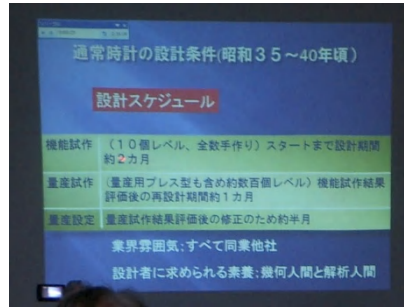 通常時計の設計条件(昭和35～40年頃)
設計スケジュール
機能試作 (10個レベル、全数手作り)スタートまで設計期間
約2カ月
量産試作 (量産用プレス型も含め約数百個レベル)機能試作結果
評価後の再設計期間約1カ月
量産設定 量産試作結果評価後の修正のため約半月
業界雰囲気:すべて同業他社
設計者に求められる素養:幾何人間と解析人間